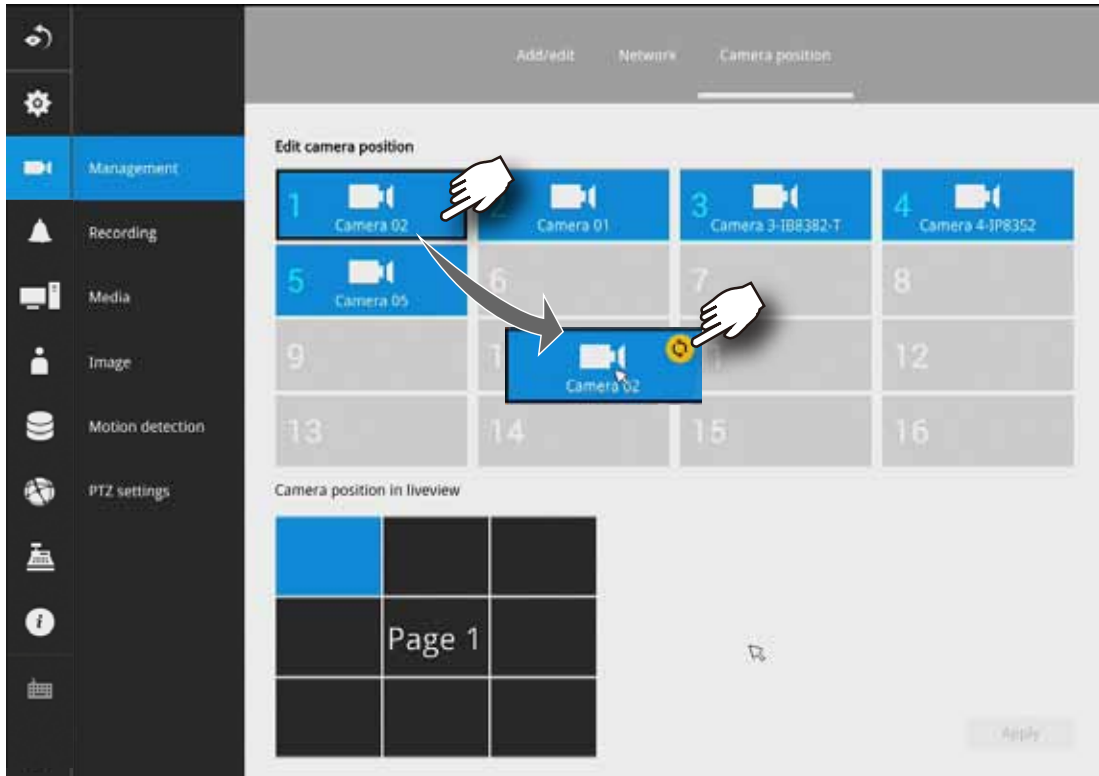 Add/edit Network Camera position
Management
Recording
Media
Image
Motion detection
PTZ settings
Edit camera position
1 Camera 02
2 Camera 01
3 Camera 3-IB8382-T
4 Camera 4-IP8352
5 Camera 05
6
7
8
9
Camera 02
12
13
14
15
16
Camera position in liveview
Page 1
Apply